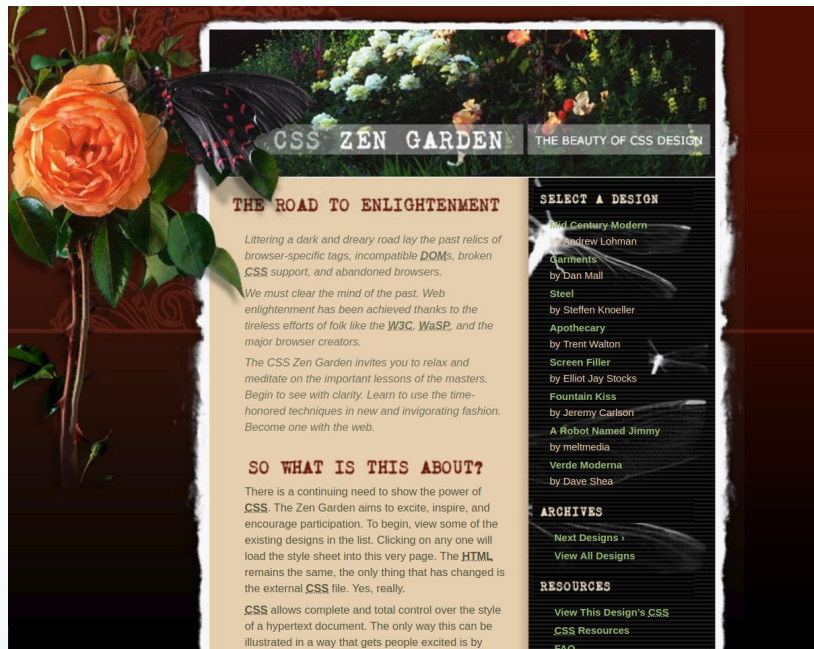 CSS ZEN GARDEN
THE BEAUTY OF CSS DESIGN
THE ROAD TO ENLIGHTENMENT
Littering a dark and dreary road lay the past relics of
browser-specific tags, incompatible DOMs, broken
CSS support, and abandoned browsers.
We must clear the mind of the past. Web
enlightenment has been achieved thanks to the
tireless efforts of folk like the W3C, WaSP, and the
major browser creators.
The CSS Zen Garden invites you to relax and
meditate on the important lessons of the masters.
Begin to see with clarity. Learn to use the time-
honored techniques in new and invigorating fashion.
Become one with the web.
SO WHAT IS THIS ABOUT?
There is a continuing need to show the power of
CSS. The Zen Garden aims to excite, inspire, and
encourage participation. To begin, view some of the
existing designs in the list. Clicking on any one will
load the style sheet into this very page. The HTML
remains the same, the only thing that has changed is
the external CSS file. Yes, really.
CSS allows complete and total control over the style
of a hypertext document. The only way this can be
illustrated in a way that gets people excited is by
SELECT A DESIGN
Mid Century Modern
by Andrew Lohman
Garments
by Dan Mall
Steel
by Steffen Knoeller
Apothecary
by Trent Walton
Screen Filler
by Elliot Jay Stocks
Fountain Kiss
by Jeremy Carlson
A Robot Named Jimmy
by meltmedia
Verde Moderna
by Dave Shea
ARCHIVES
Next Designs ›
View All Designs
RESOURCES
View This Design's CSS
CSS Resources
FAQ